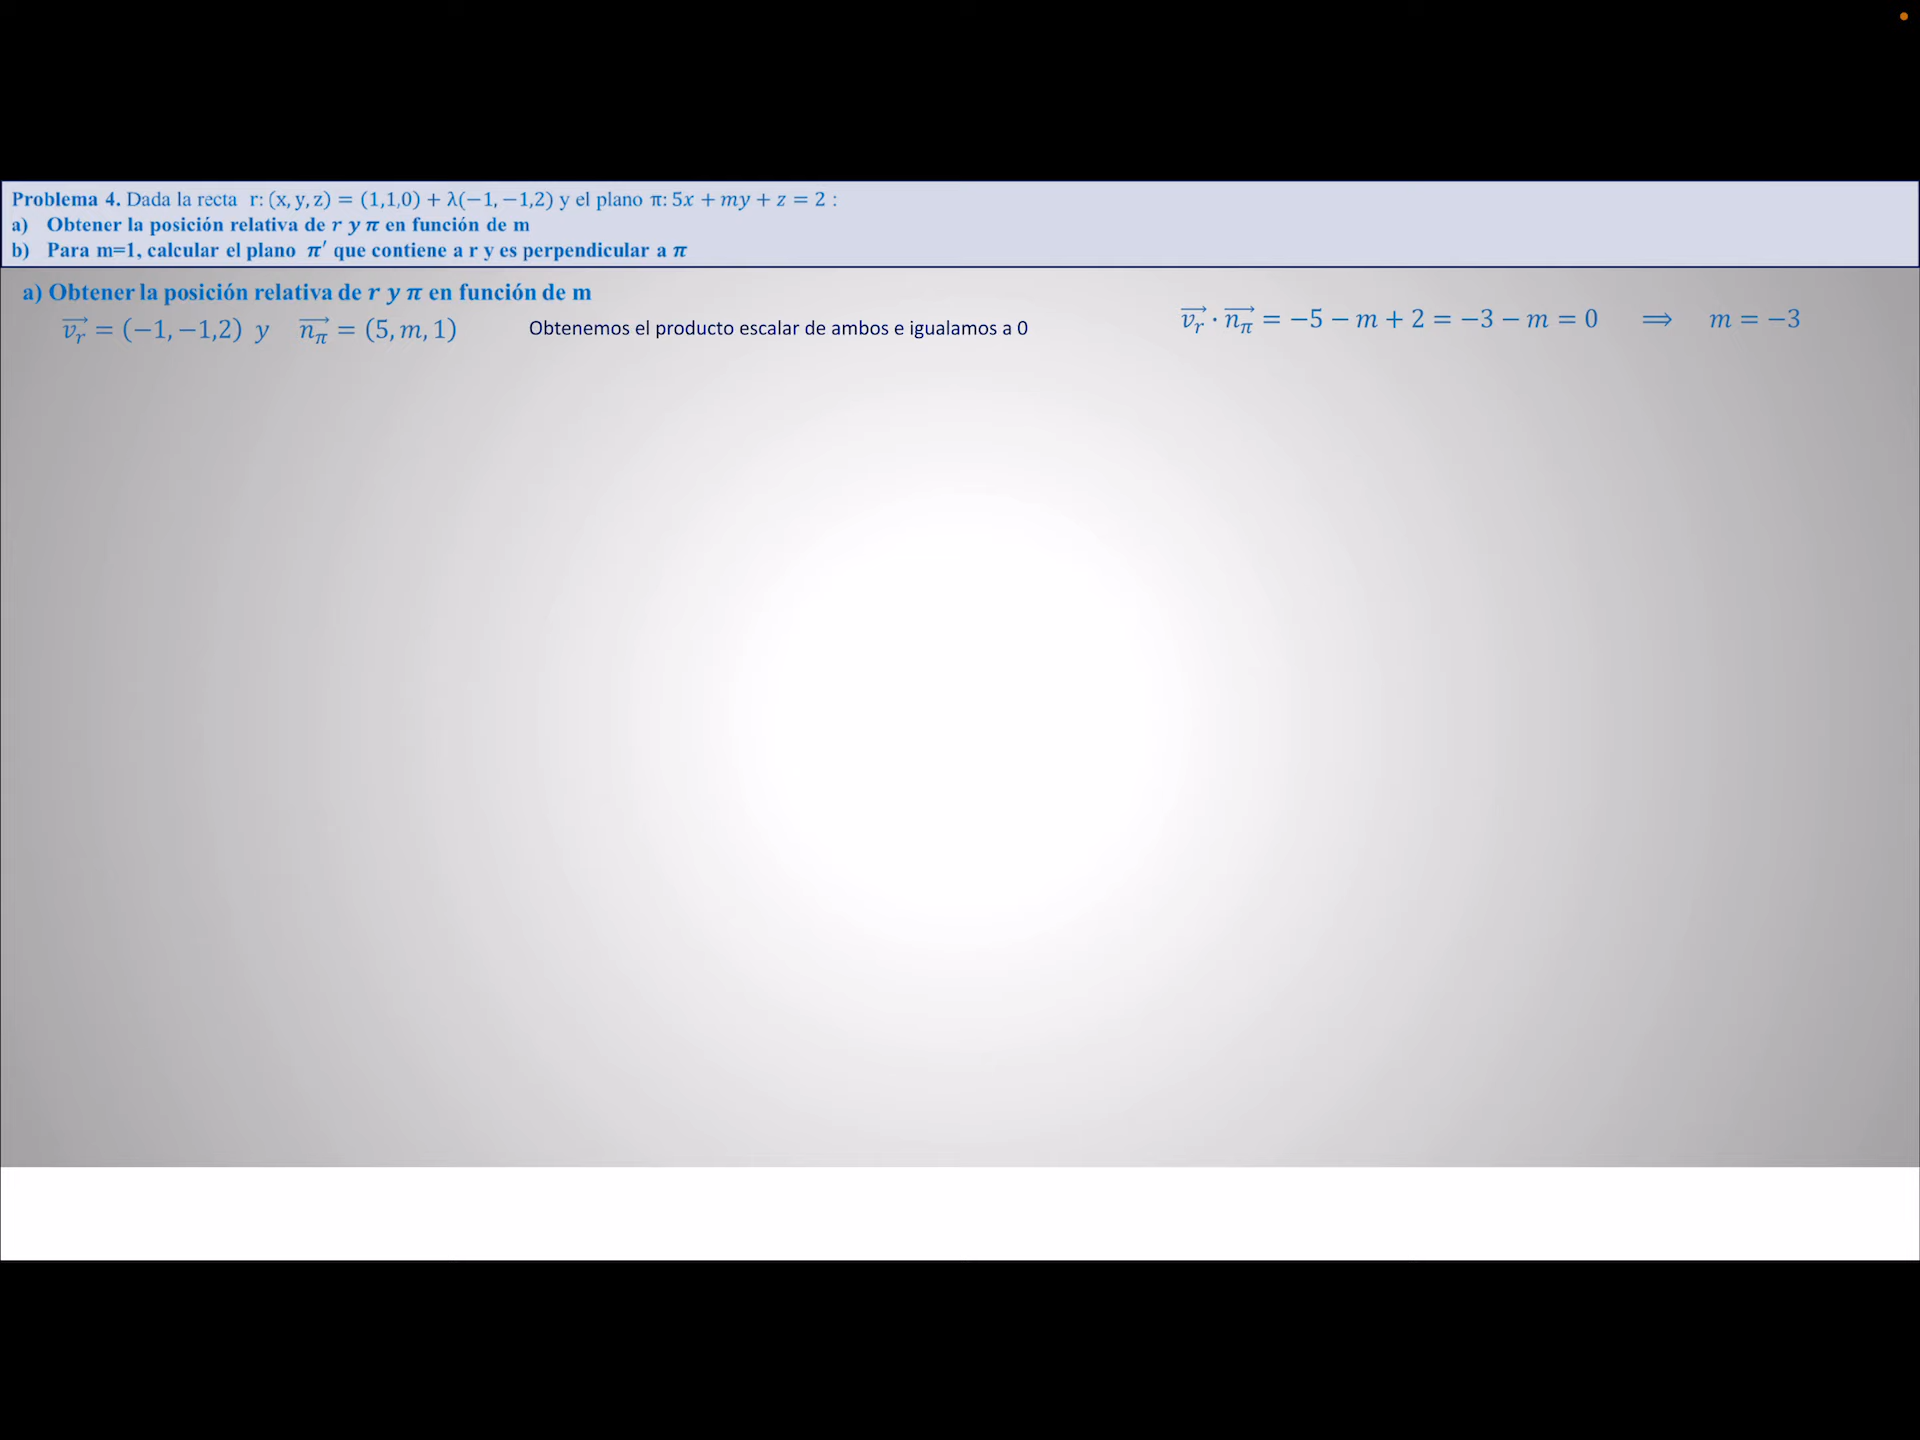 Problema 4. Dada la recta r: (x, y, z) = (1,1,0) + λ(−1, −1,2) y el plano π: 5x + my + z = 2 :
a) Obtener la posición relativa de r y π en función de m
b) Para m=1, calcular el plano π′ que contiene a r y es perpendicular a π
a) Obtener la posición relativa de r y π en función de m
v⃗ᵣ = (−1, −1,2) y n⃗_π = (5, m, 1) Obtenemos el producto escalar de ambos e igualamos a 0 v⃗ᵣ · n⃗_π = −5 − m + 2 = −3 − m = 0 ⟹ m = −3